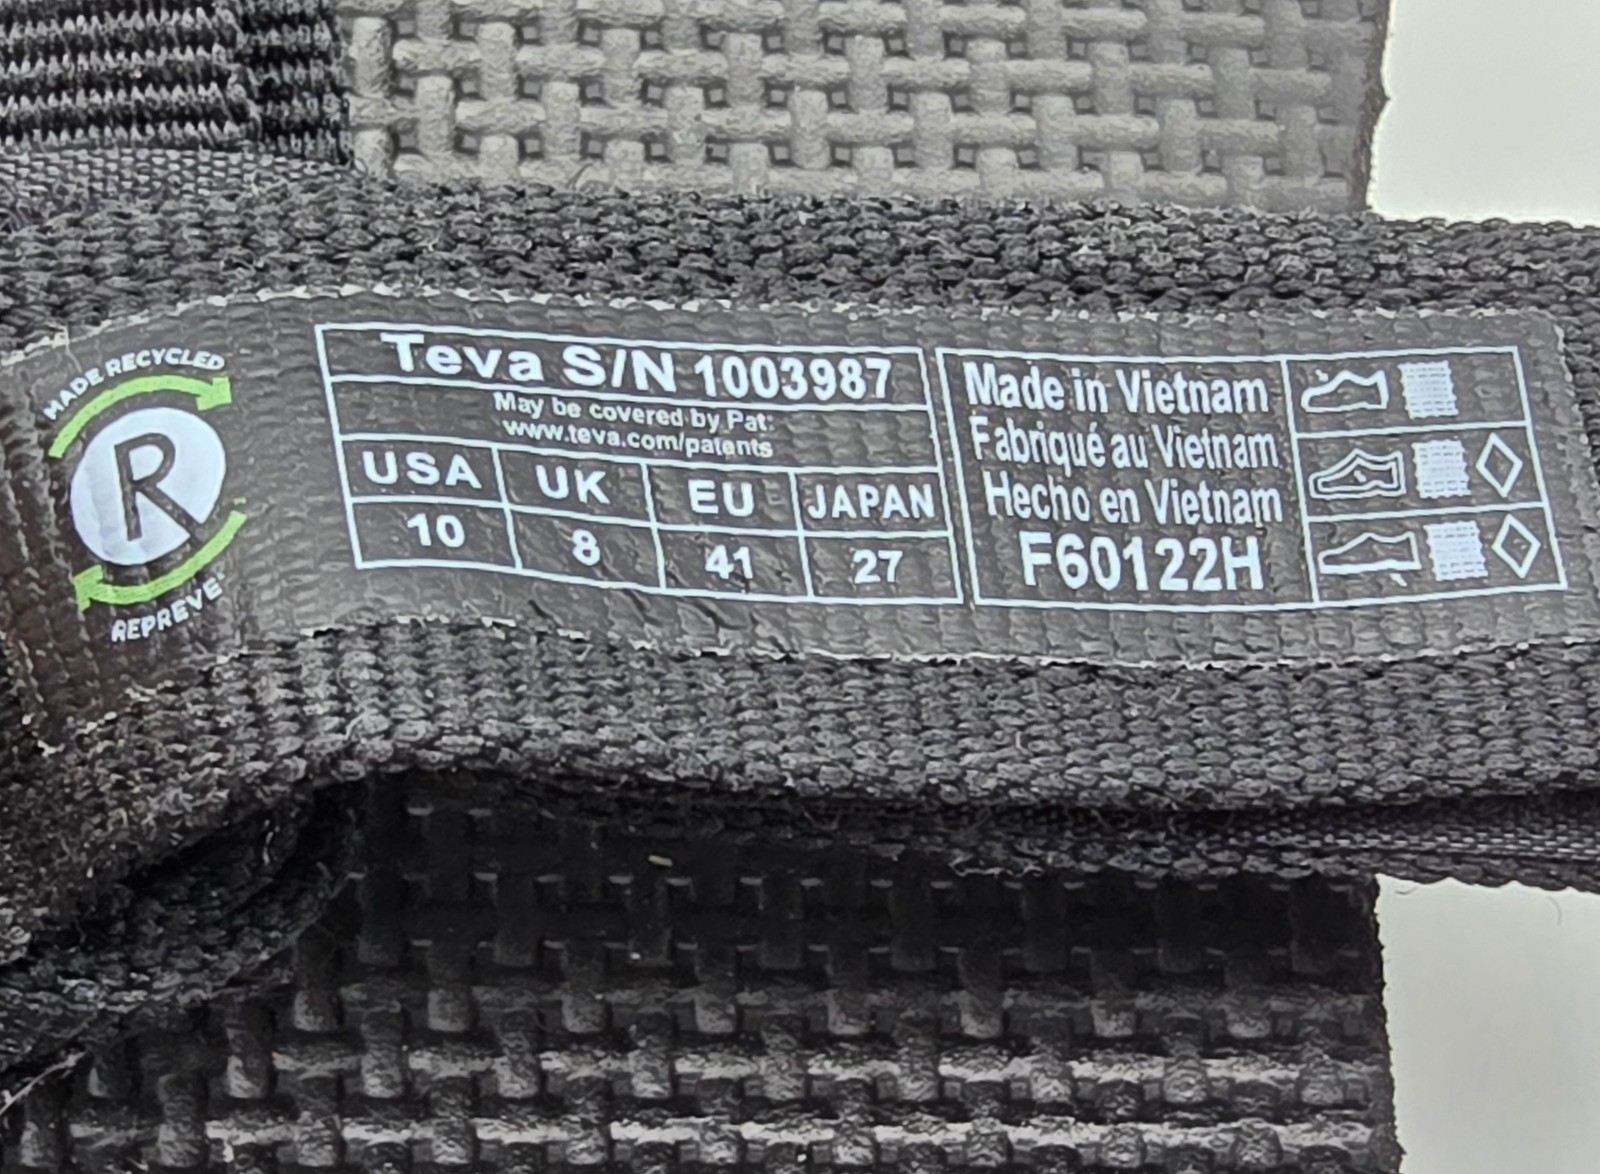 MADE RECYCLED
R
REPREVE
Teva S/N 1003987
May be covered by Pat:
www.teva.com/patents
USA UK EU JAPAN
10 8 41 27
Made in Vietnam
Fabriqué au Vietnam
Hecho en Vietnam
F60122H